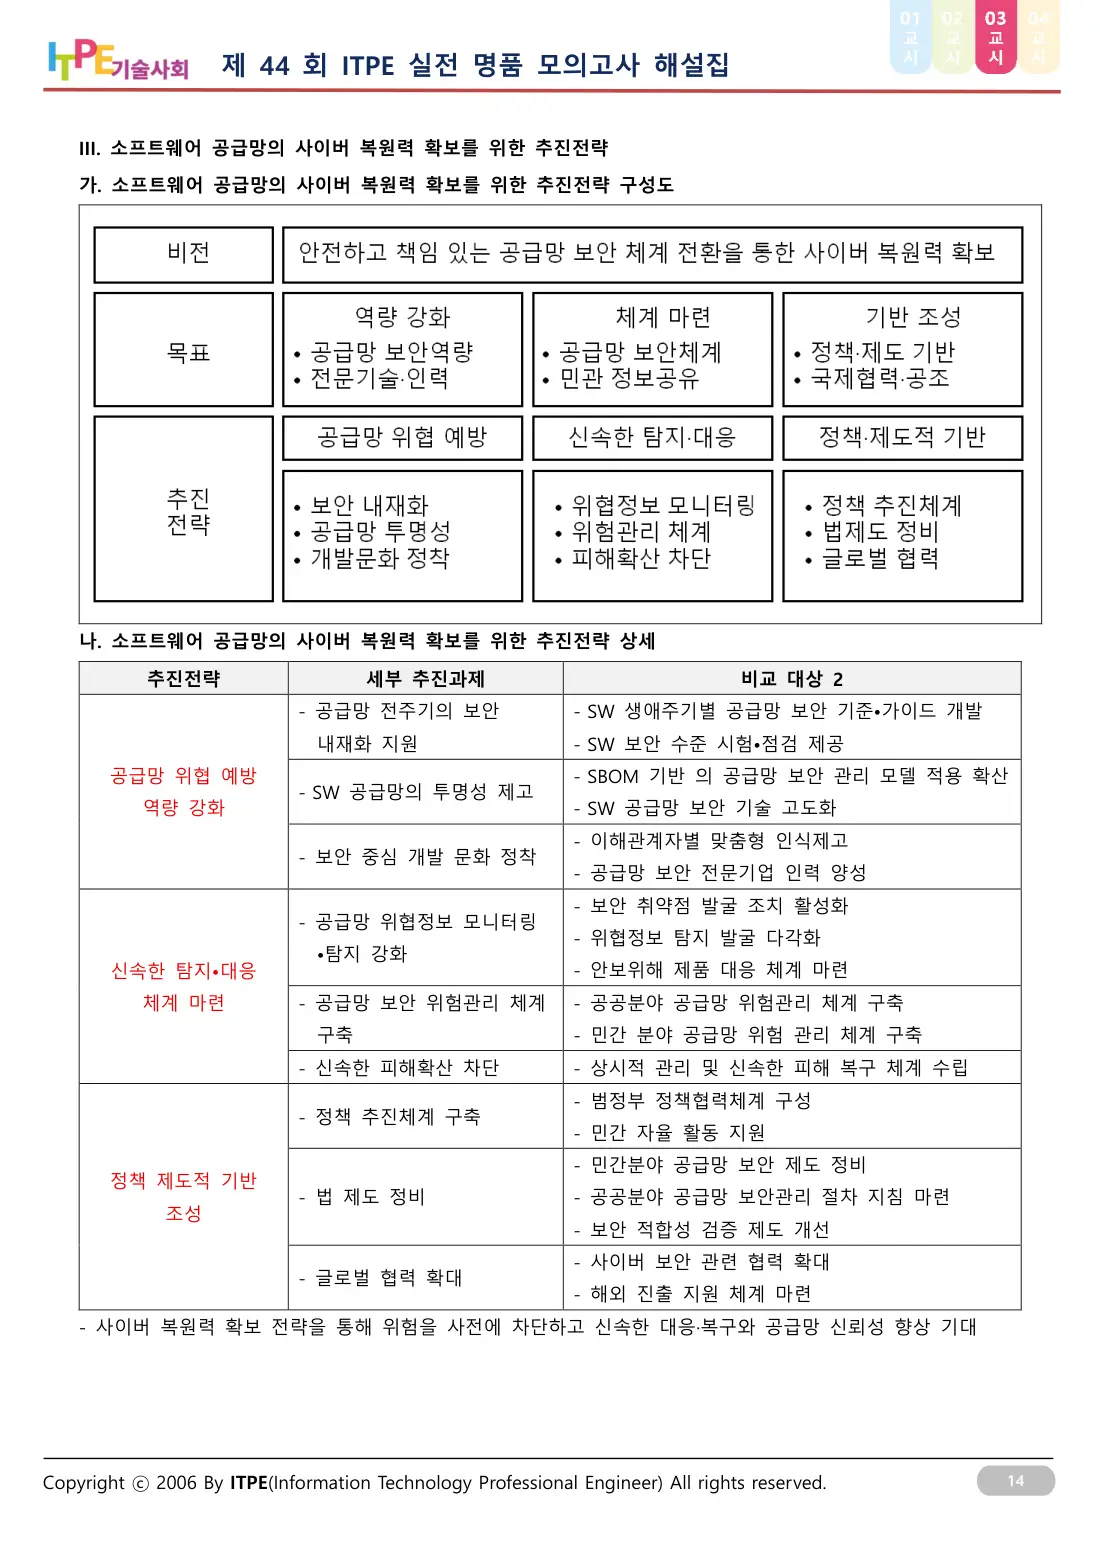 ITPE기술사회 제 44 회 ITPE 실전 명품 모의고사 해설집
01 교시 02 교시 03 교시 04 교시
III. 소프트웨어 공급망의 사이버 복원력 확보를 위한 추진전략
가. 소프트웨어 공급망의 사이버 복원력 확보를 위한 추진전략 구성도
비전
안전하고 책임 있는 공급망 보안 체계 전환을 통한 사이버 복원력 확보
목표
역량 강화
• 공급망 보안역량
• 전문기술·인력
체계 마련
• 공급망 보안체계
• 민관 정보공유
기반 조성
• 정책·제도 기반
• 국제협력·공조
추진
전략
공급망 위협 예방
신속한 탐지·대응
정책·제도적 기반
• 보안 내재화
• 공급망 투명성
• 개발문화 정착
• 위협정보 모니터링
• 위험관리 체계
• 피해확산 차단
• 정책 추진체계
• 법제도 정비
• 글로벌 협력
나. 소프트웨어 공급망의 사이버 복원력 확보를 위한 추진전략 상세
추진전략 세부 추진과제 비교 대상 2
공급망 위협 예방
역량 강화
- 공급망 전주기의 보안
내재화 지원
- SW 생애주기별 공급망 보안 기준•가이드 개발
- SW 보안 수준 시험•점검 제공
- SW 공급망의 투명성 제고
- SBOM 기반 의 공급망 보안 관리 모델 적용 확산
- SW 공급망 보안 기술 고도화
- 보안 중심 개발 문화 정착
- 이해관계자별 맞춤형 인식제고
- 공급망 보안 전문기업 인력 양성
신속한 탐지•대응
체계 마련
- 공급망 위협정보 모니터링
•탐지 강화
- 보안 취약점 발굴 조치 활성화
- 위협정보 탐지 발굴 다각화
- 안보위해 제품 대응 체계 마련
- 공급망 보안 위험관리 체계
구축
- 공공분야 공급망 위험관리 체계 구축
- 민간 분야 공급망 위험 관리 체계 구축
- 신속한 피해확산 차단
- 상시적 관리 및 신속한 피해 복구 체계 수립
정책 제도적 기반
조성
- 정책 추진체계 구축
- 범정부 정책협력체계 구성
- 민간 자율 활동 지원
- 법 제도 정비
- 민간분야 공급망 보안 제도 정비
- 공공분야 공급망 보안관리 절차 지침 마련
- 보안 적합성 검증 제도 개선
- 글로벌 협력 확대
- 사이버 보안 관련 협력 확대
- 해외 진출 지원 체계 마련
- 사이버 복원력 확보 전략을 통해 위험을 사전에 차단하고 신속한 대응·복구와 공급망 신뢰성 향상 기대
Copyright ⓒ 2006 By ITPE(Information Technology Professional Engineer) All rights reserved.
14